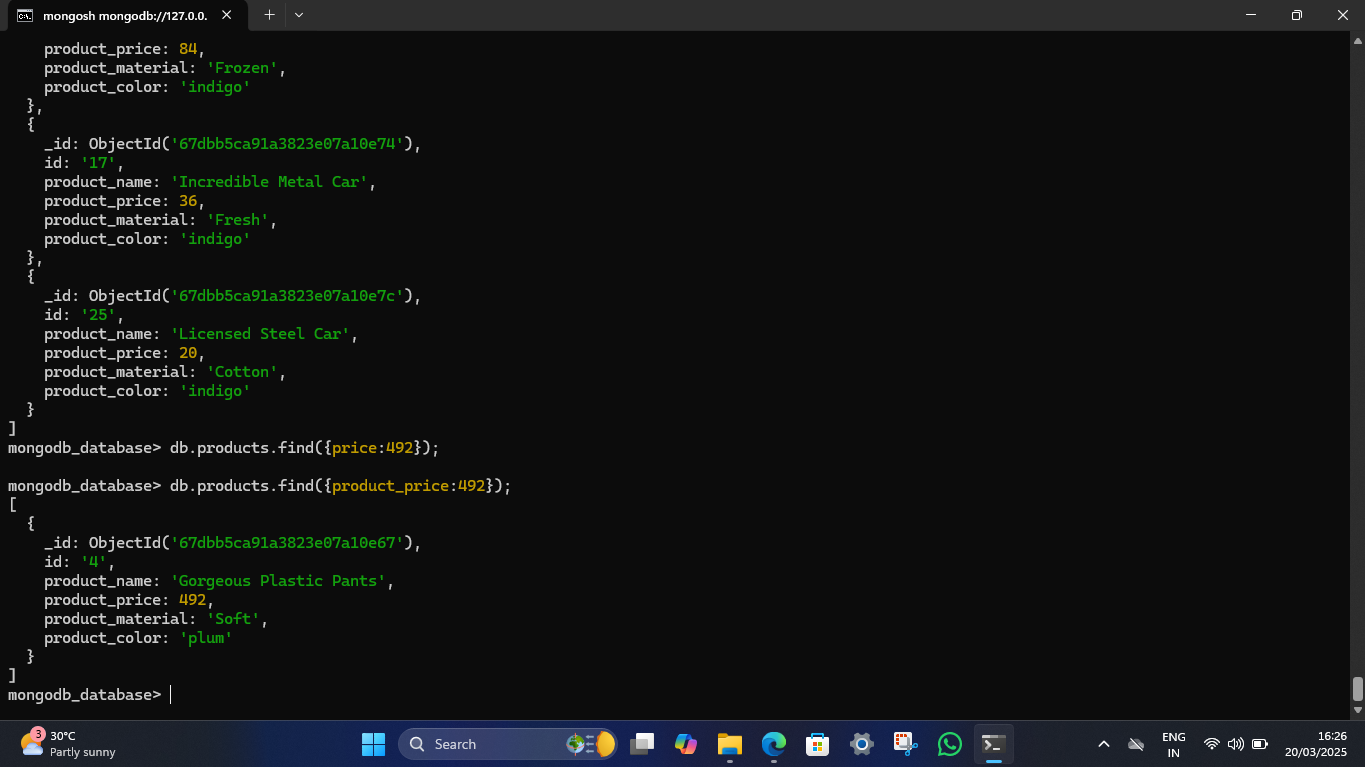 mongosh mongodb://127.0.0.
product_price: 84,
product_material: 'Frozen',
product_color: 'indigo'
},
{
_id: ObjectId('67dbb5ca91a3823e07a10e74'),
id: '17',
product_name: 'Incredible Metal Car',
product_price: 36,
product_material: 'Fresh',
product_color: 'indigo'
},
{
_id: ObjectId('67dbb5ca91a3823e07a10e7c'),
id: '25',
product_name: 'Licensed Steel Car',
product_price: 20,
product_material: 'Cotton',
product_color: 'indigo'
}
]
mongodb_database> db.products.find({price:492});
mongodb_database> db.products.find({product_price:492});
[
{
_id: ObjectId('67dbb5ca91a3823e07a10e67'),
id: '4',
product_name: 'Gorgeous Plastic Pants',
product_price: 492,
product_material: 'Soft',
product_color: 'plum'
}
]
mongodb_database>
3
30°C
Partly sunny
Search
ENG
IN
16:26
20/03/2025